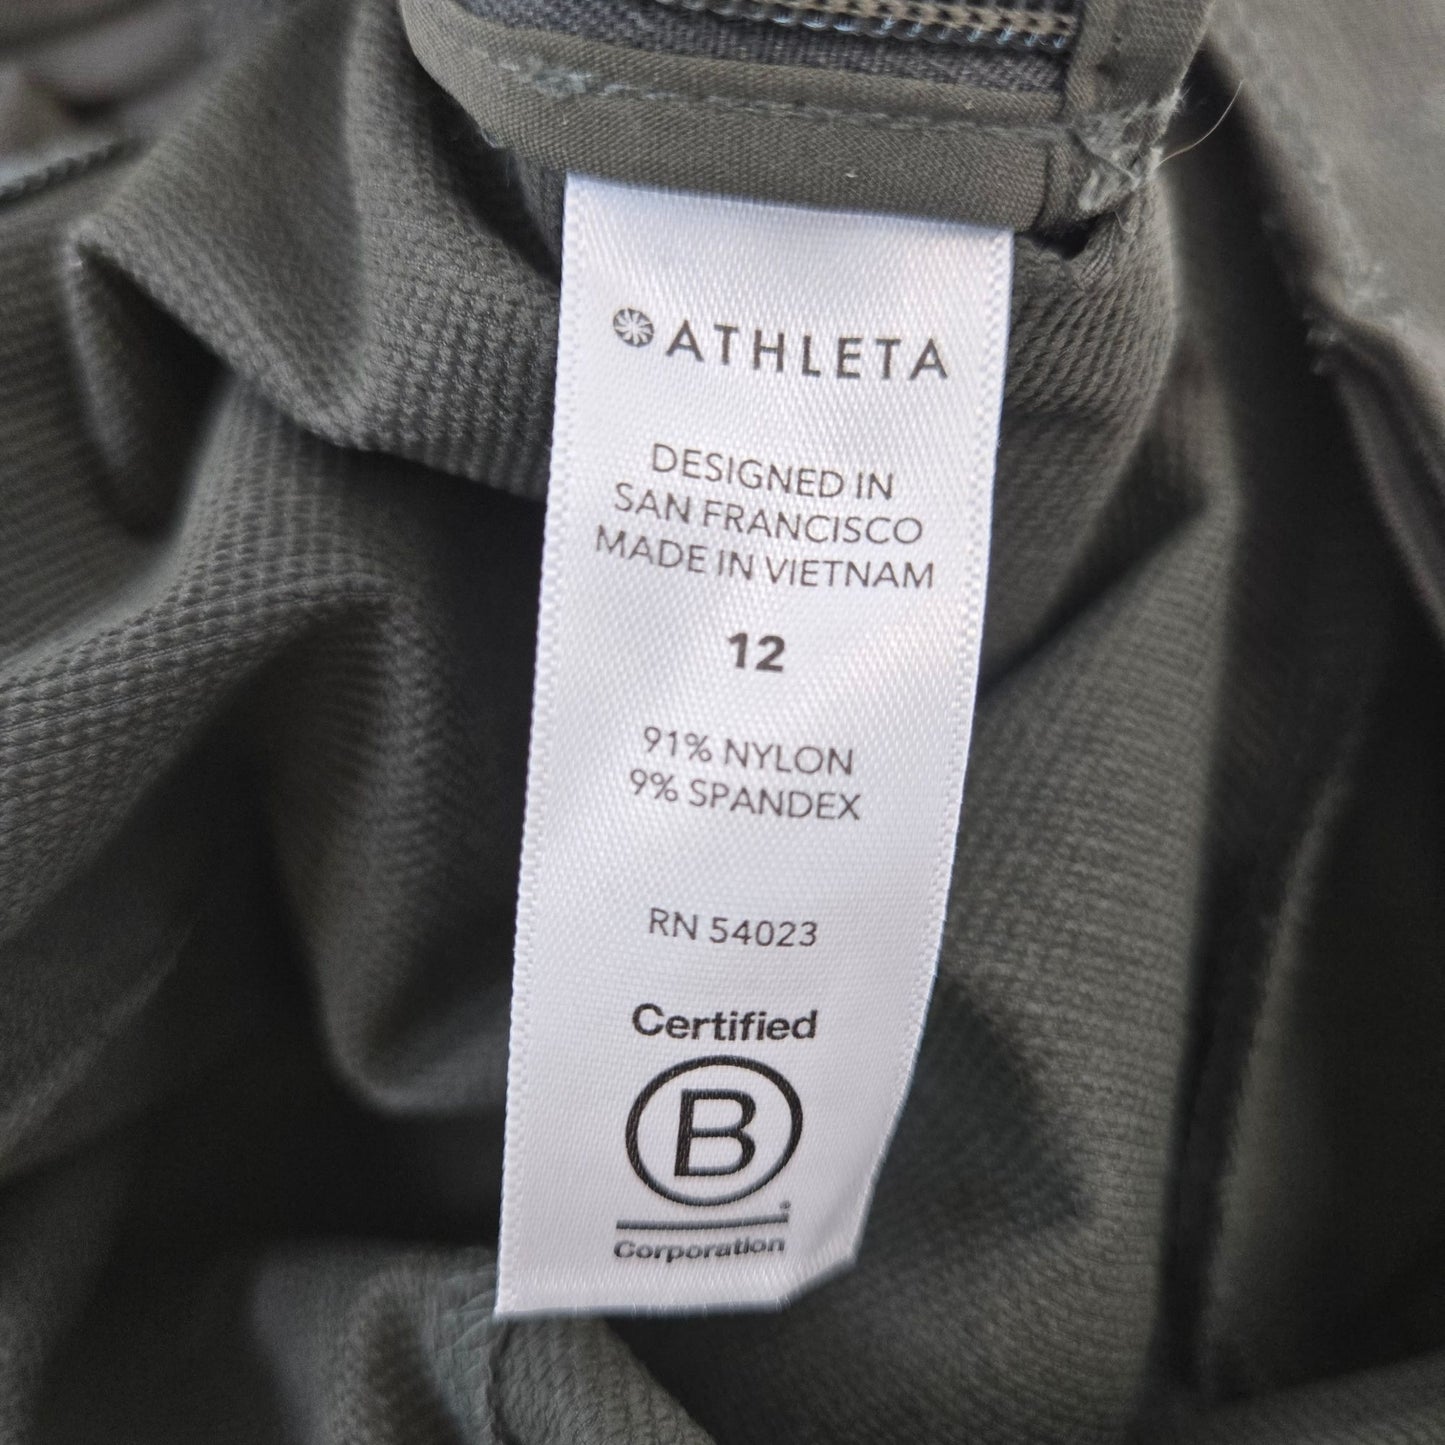 ATHLETA
DESIGNED IN
SAN FRANCISCO
MADE IN VIETNAM
12
91% NYLON
9% SPANDEX
RN 54023
Certified
B
Corporation